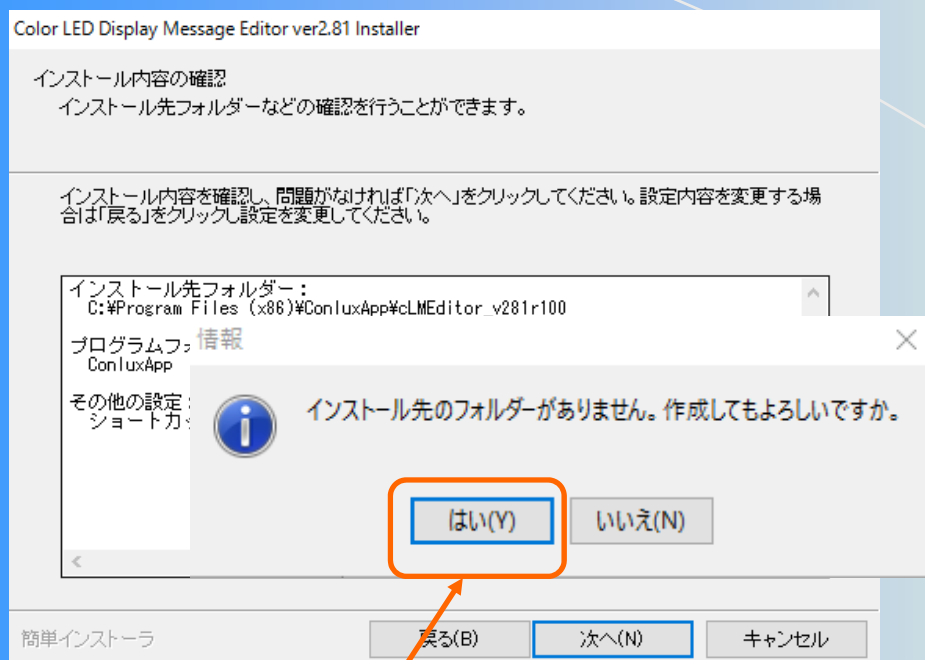 Color LED Display Message Editor ver2.81 Installer
インストール内容の確認
インストール先フォルダーなどの確認を行うことができます。
インストール内容を確認し、問題がなければ「次へ」をクリックしてください。設定内容を変更する場
合は「戻る」をクリックし設定を変更してください。
インストール先フォルダー:
C:¥Program Files (x86)¥ConluxApp¥cLMEditor_v281r100
プログラムフォ
ConluxApp
その他の設定:
ショートカッ
情報
インストール先のフォルダーがありません。作成してもよろしいですか。
はい(Y)
いいえ(N)
簡単インストーラ
戻る(B)
次へ(N)
キャンセル